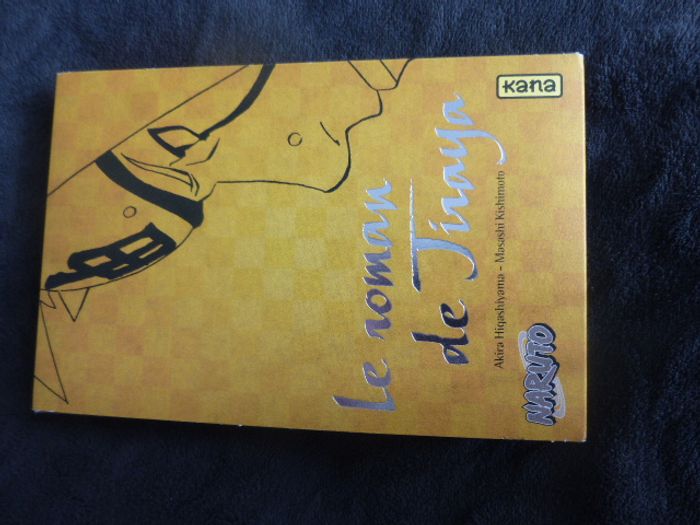 Kana
Le roman
de Jiraya
Akira Higashiyama - Masashi Kishimoto
NARUTO